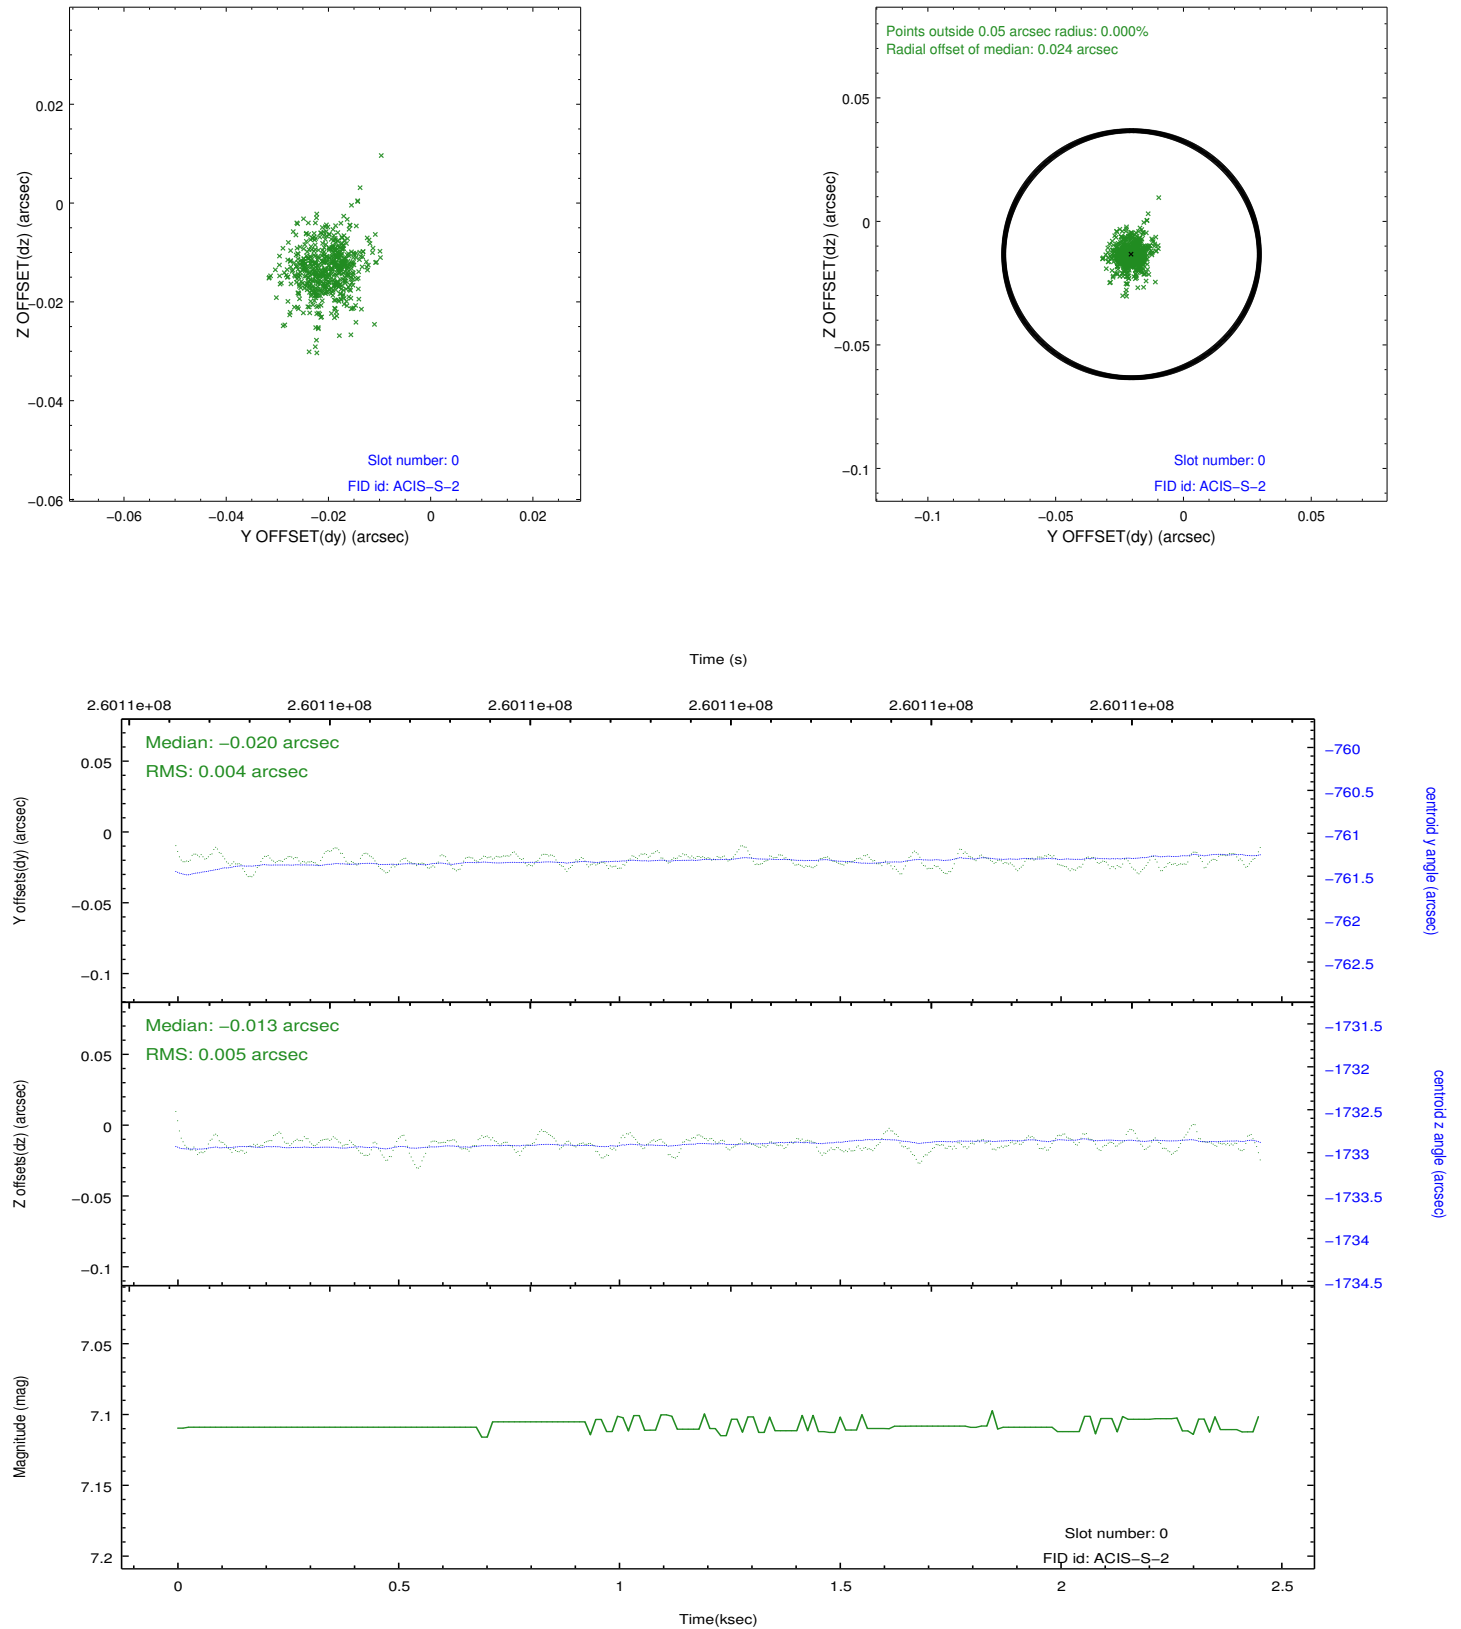 0.02
0
−0.02
−0.04
−0.06
Z OFFSET(dz) (arcsec)
Slot number: 0
FID id: ACIS−S−2
−0.06 −0.04 −0.02 0 0.02
Y OFFSET(dy) (arcsec)
Points outside 0.05 arcsec radius: 0.000%
Radial offset of median: 0.024 arcsec
0.05
0
−0.05
−0.1
Z OFFSET(dz) (arcsec)
Slot number: 0
FID id: ACIS−S−2
−0.1 −0.05 0 0.05
Y OFFSET(dy) (arcsec)
Time (s)
2.6011e+08 2.6011e+08 2.6011e+08 2.6011e+08 2.6011e+08 2.6011e+08
Median: −0.020 arcsec
RMS: 0.004 arcsec
0.05
0
−0.05
−0.1
Y offsets(dy) (arcsec)
−760
−760.5
−761
−761.5
−762
−762.5
centroid y angle (arcsec)
Median: −0.013 arcsec
RMS: 0.005 arcsec
0.05
0
−0.05
−0.1
Z offsets(dz) (arcsec)
−1731.5
−1732
−1732.5
−1733
−1733.5
−1734
−1734.5
centroid z angle (arcsec)
7.05
7.1
7.15
7.2
Magnitude (mag)
Slot number: 0
FID id: ACIS−S−2
0 0.5 1 1.5 2 2.5
Time(ksec)